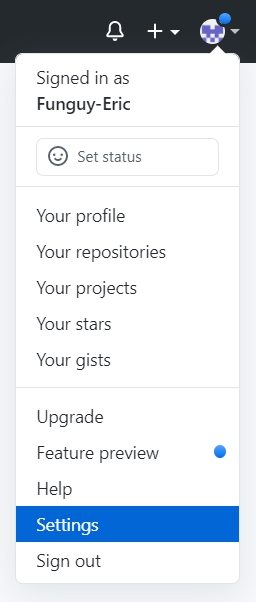 Signed in as
Funguy-Eric
Set status
Your profile
Your repositories
Your projects
Your stars
Your gists
Upgrade
Feature preview
Help
Settings
Sign out